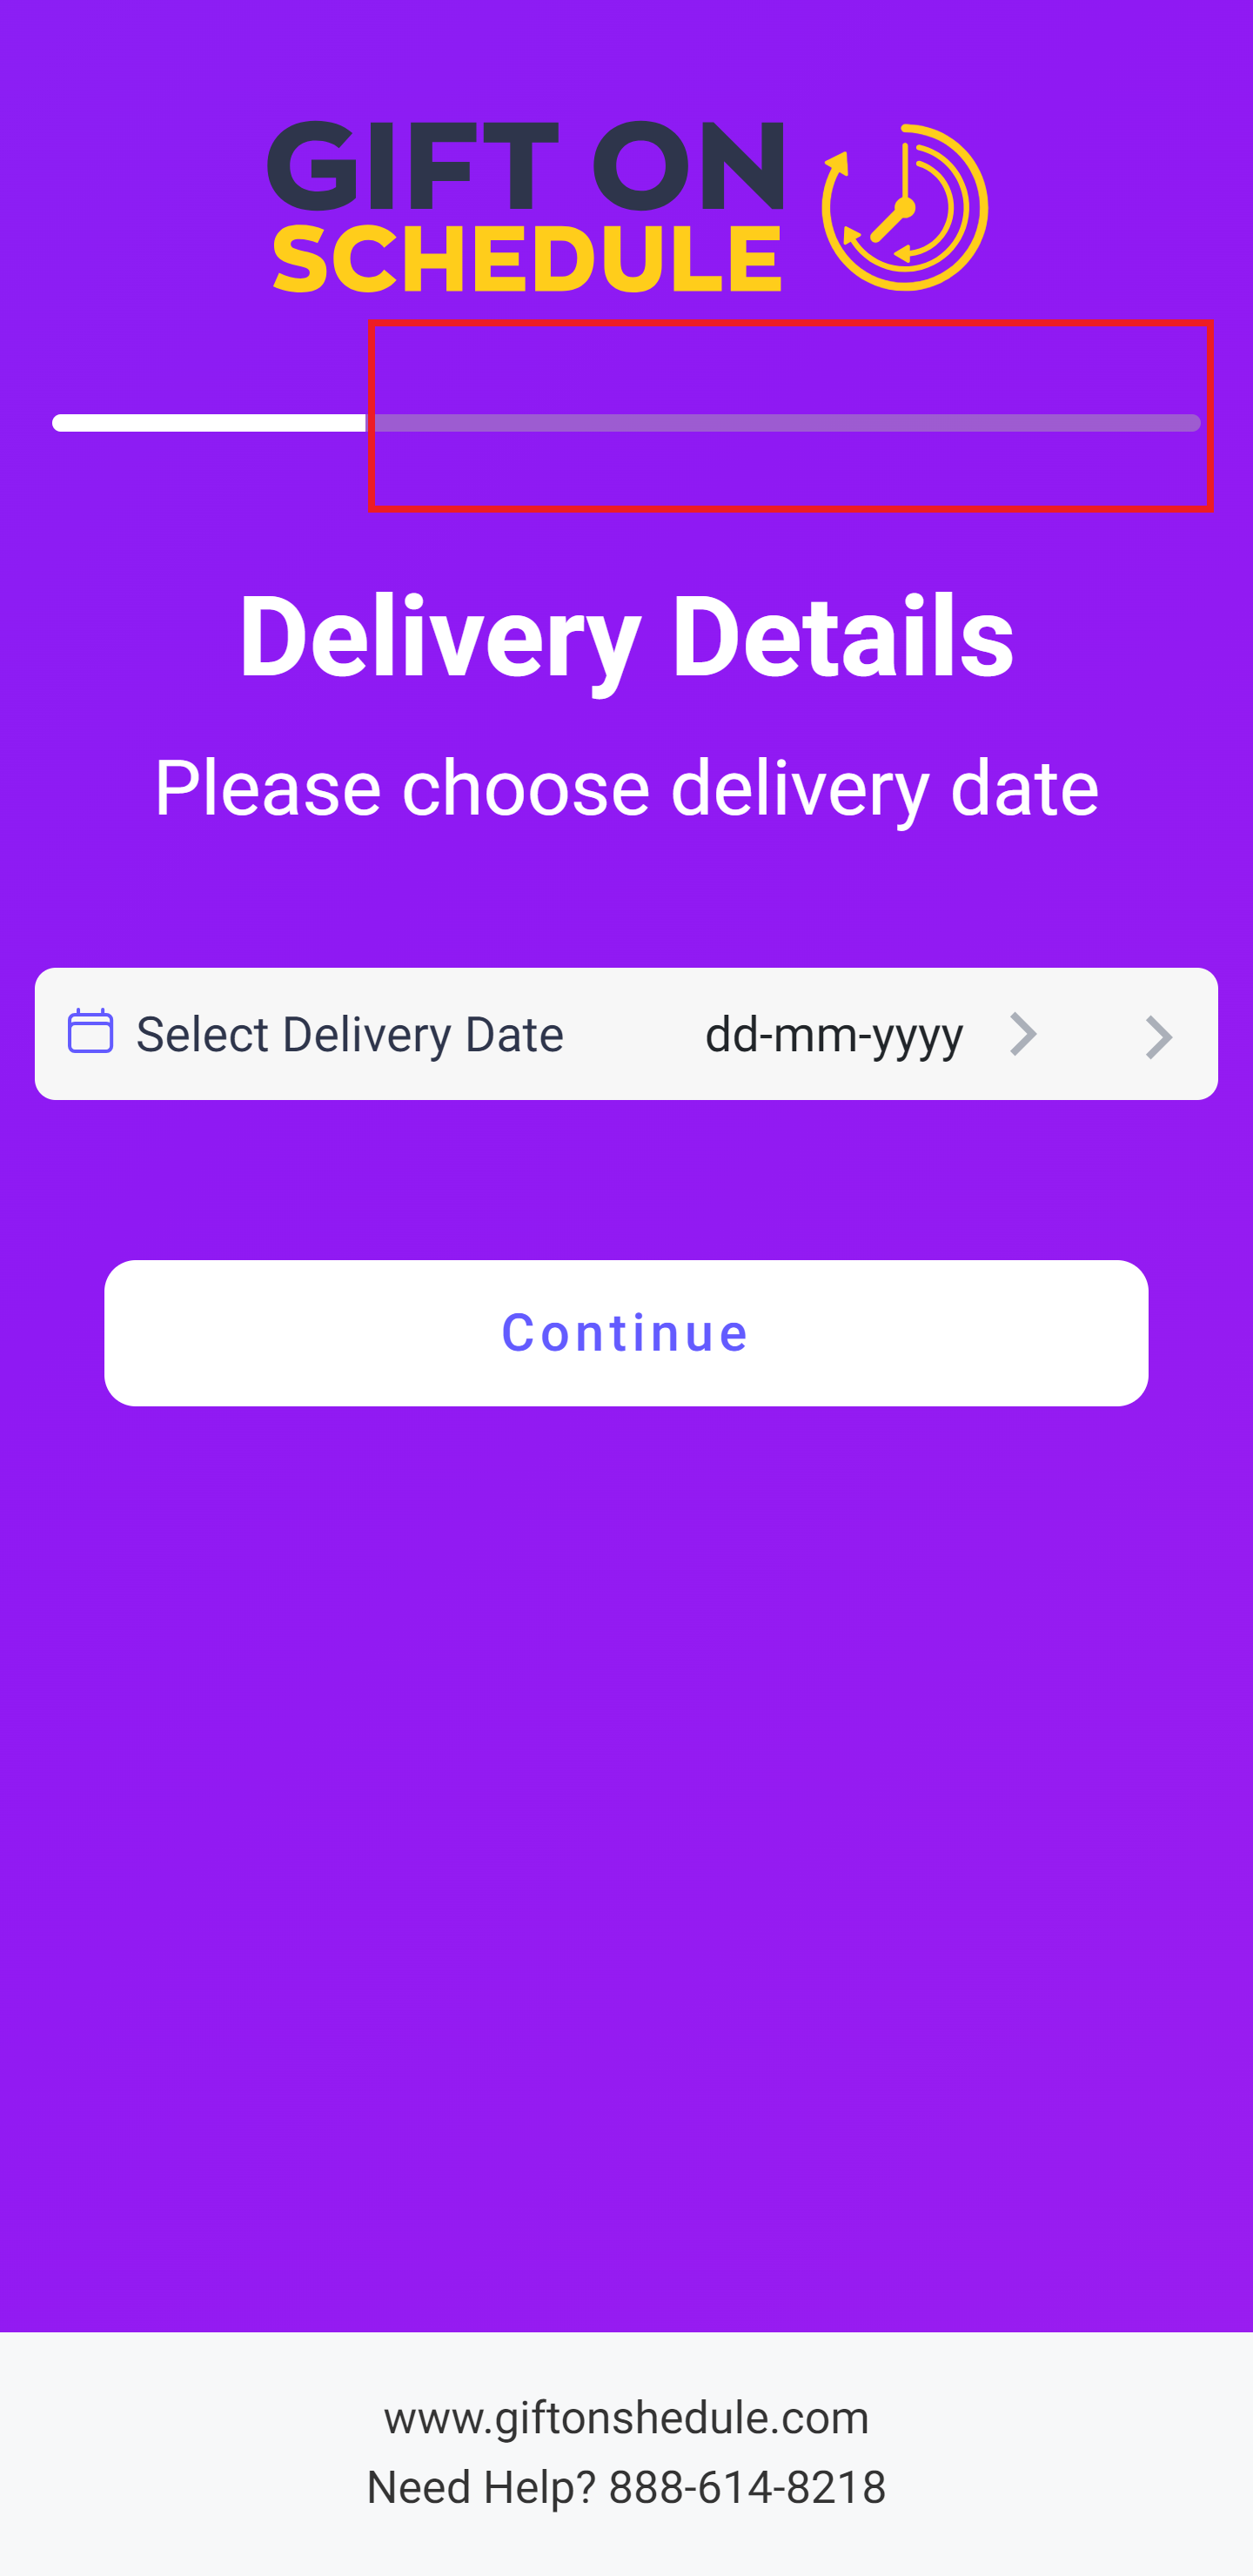 GIFT ON
SCHEDULE
Delivery Details
Please choose delivery date
Select Delivery Date dd-mm-yyyy
Continue
www.giftonshedule.com
Need Help? 888-614-8218